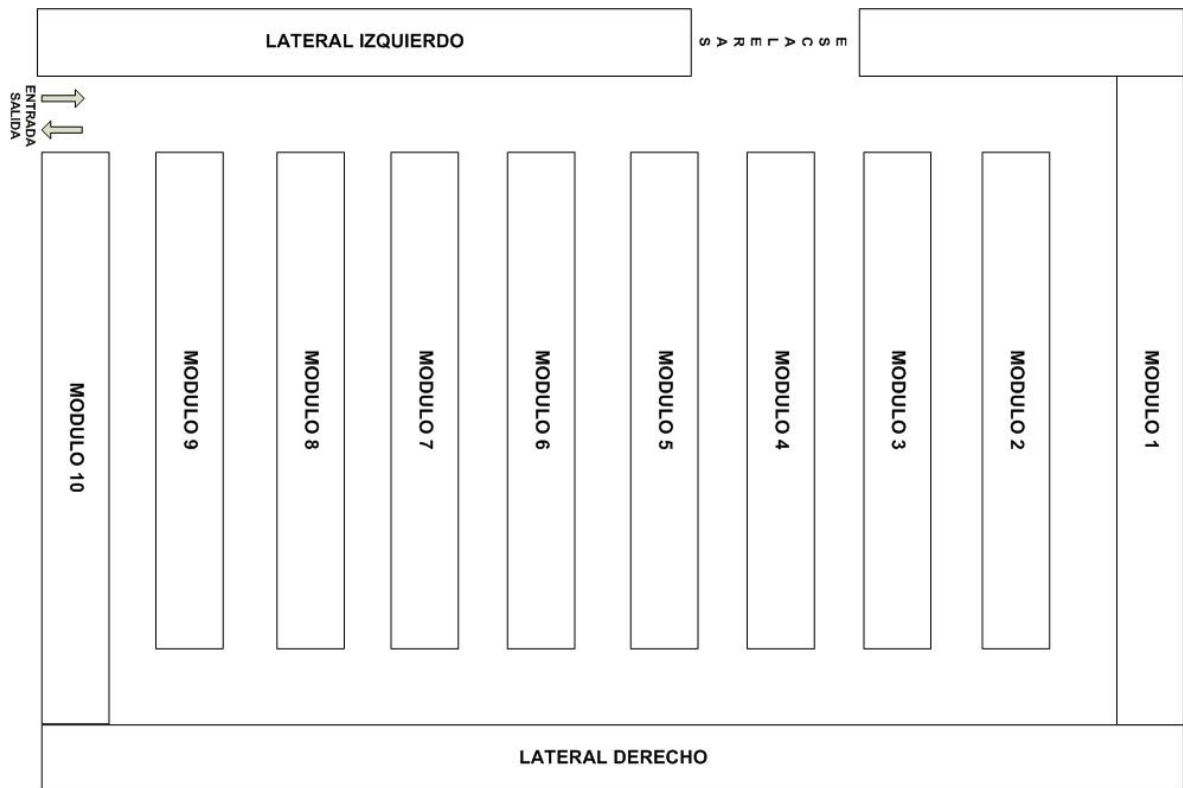 LATERAL IZQUIERDO
E S C A L E R A S
ENTRADA
SALIDA
MODULO 10
MODULO 9
MODULO 8
MODULO 7
MODULO 6
MODULO 5
MODULO 4
MODULO 3
MODULO 2
MODULO 1
LATERAL DERECHO